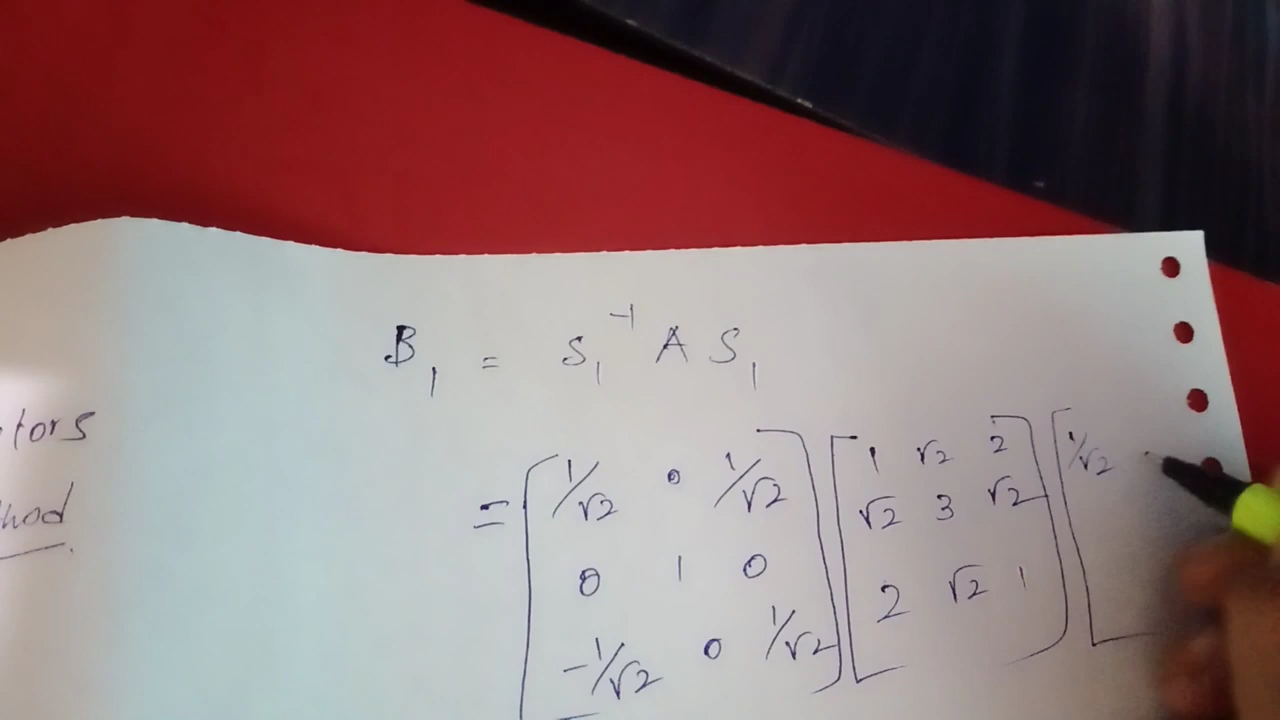 B₁ = S₁⁻¹ A S₁
tors
= [ 1/√2 0 1/√2 ] [ 1 √2 2 ] [ 1/√2
√2 3 √2
hod
0 1 0
2 √2 1
-1/√2 0 1/√2